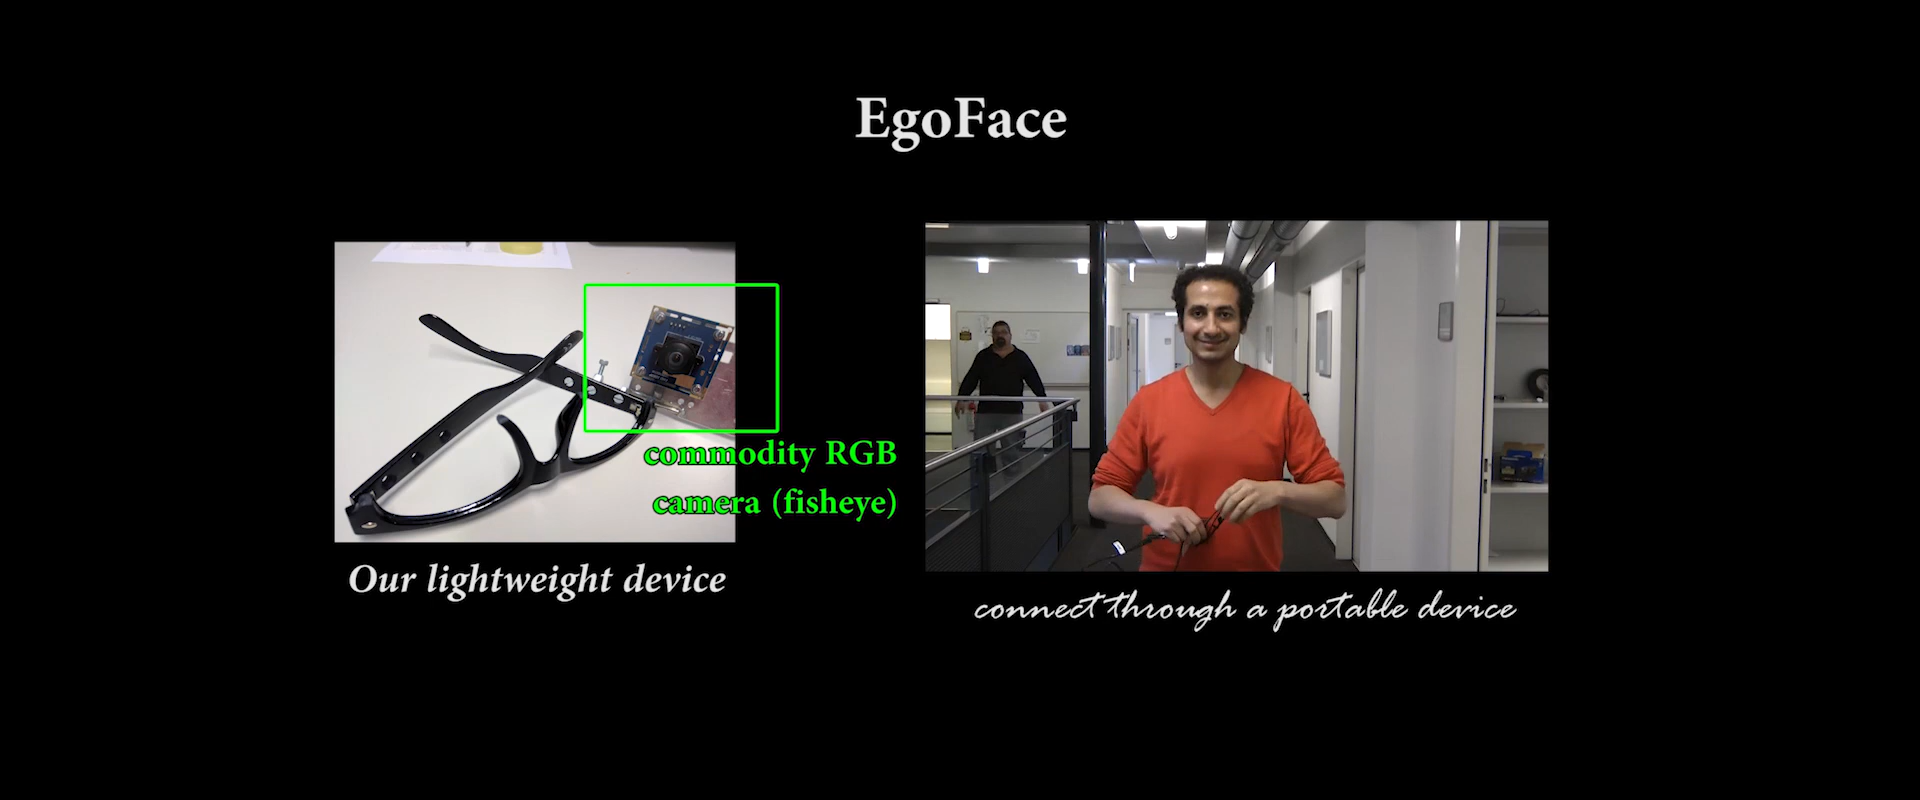 EgoFace
commodity RGB
camera (fisheye)
Our lightweight device
connect through a portable device